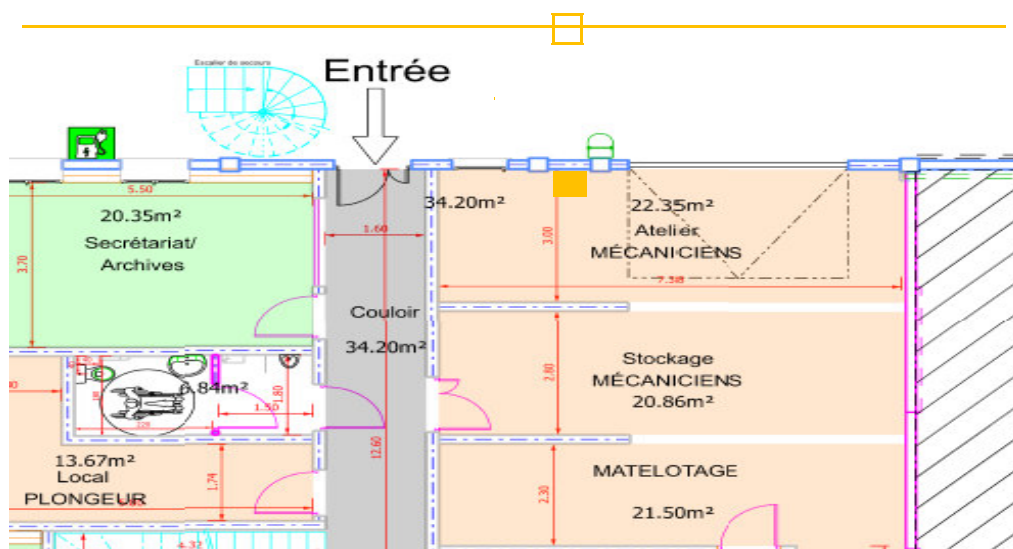 Escalier de secours
Entrée
5.50
20.35m²
Secrétariat/
Archives
3.70
34.20m²
1.60
22.35m²
Atelier
MÉCANICIENS
3.00
7.38
Couloir
34.20m²
Stockage
MÉCANICIENS
20.86m²
2.80
6.84m²
1.50
1.80
12.60
13.67m²
Local
PLONGEUR
1.74
MATELOTAGE
21.50m²
2.30
4.32